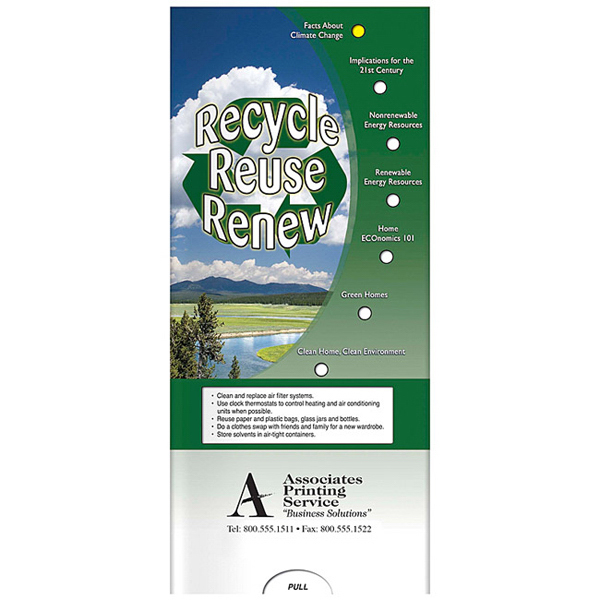 Facts About
Climate Change
Implications for the
21st Century
Nonrenewable
Energy Resources
Renewable
Energy Resources
Home
ECOnomics 101
Green Homes
Clean Home, Clean Environment
Recycle
Reuse
Renew
• Clean and replace air filter systems.
• Use clock thermostats to control heating and air conditioning
units when possible.
• Reuse paper and plastic bags, glass jars and bottles.
• Do a clothes swap with friends and family for a new wardrobe.
• Store solvents in air-tight containers.
A
Associates
Printing
Service
"Business Solutions"
Tel: 800.555.1511 • Fax: 800.555.1522
PULL